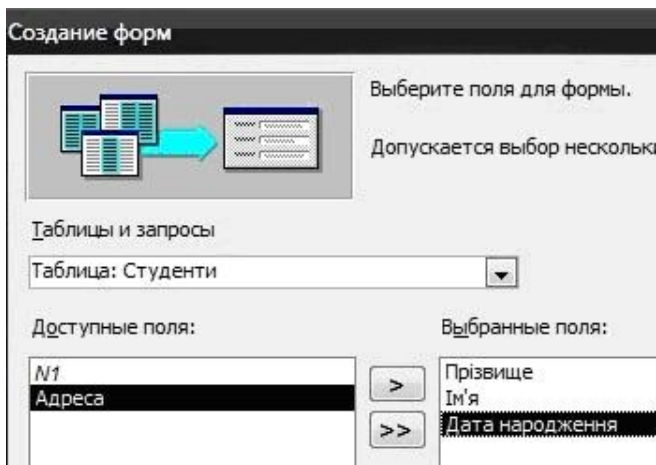 Создание форм
Выберите поля для формы.
Допускается выбор нескольки
Таблицы и запросы
Таблица: Студенти
Доступные поля:
Выбранные поля:
N1
Адреса
>
>>
Прізвище
Ім'я
Дата народження